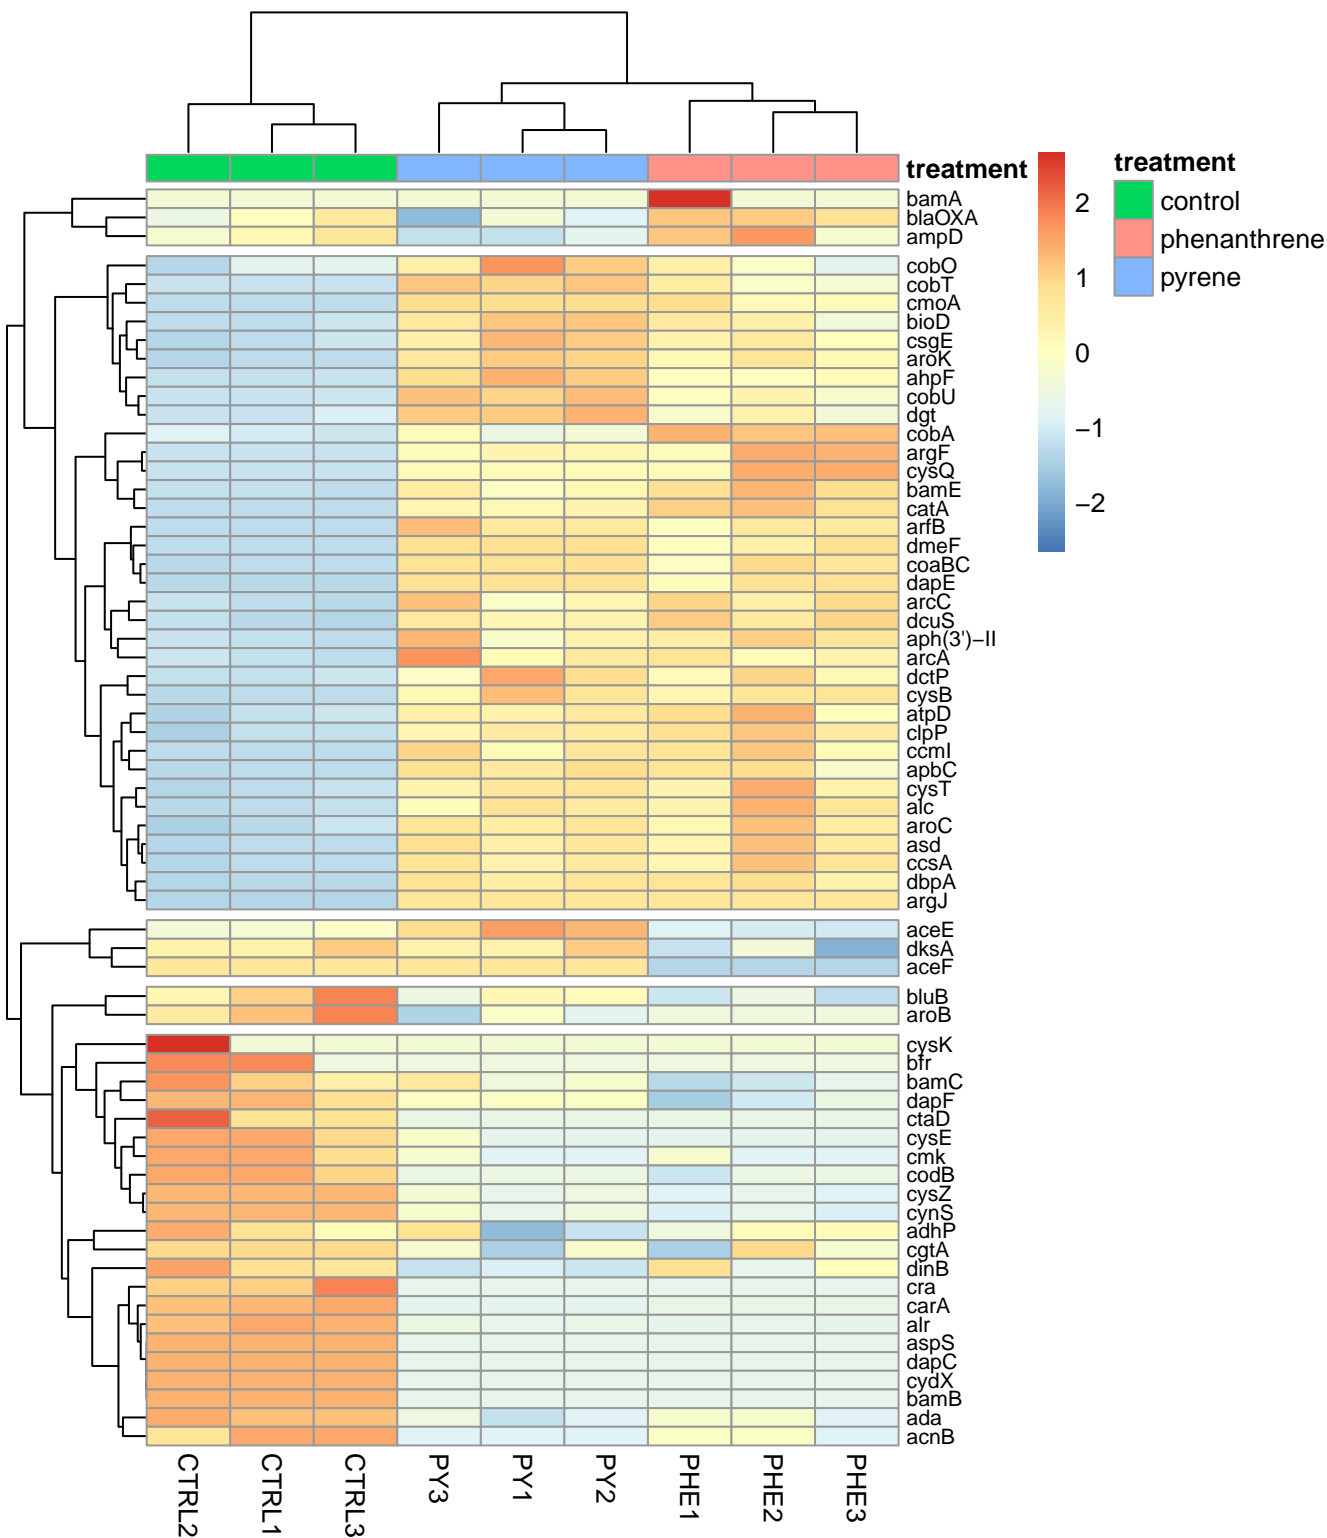 treatment
bamA
blaOXA
ampD
cobO
cobT
cmoA
bioD
csgE
aroK
ahpF
cobU
dgt
cobA
argF
cysQ
bamE
catA
arfB
dmeF
coaBC
dapE
arcC
dcuS
aph(3')−II
arcA
dctP
cysB
atpD
clpP
ccmI
apbC
cysT
alc
aroC
asd
ccsA
dbpA
argJ
aceE
dksA
aceF
bluB
aroB
cysK
bfr
bamC
dapF
ctaD
cysE
cmk
codB
cysZ
cynS
adhP
cgtA
dinB
cra
carA
alr
aspS
dapC
cydX
bamB
ada
acnB
CTRL2
CTRL1
CTRL3
PY3
PY1
PY2
PHE1
PHE2
PHE3
2
1
0
−1
−2
treatment
control
phenanthrene
pyrene